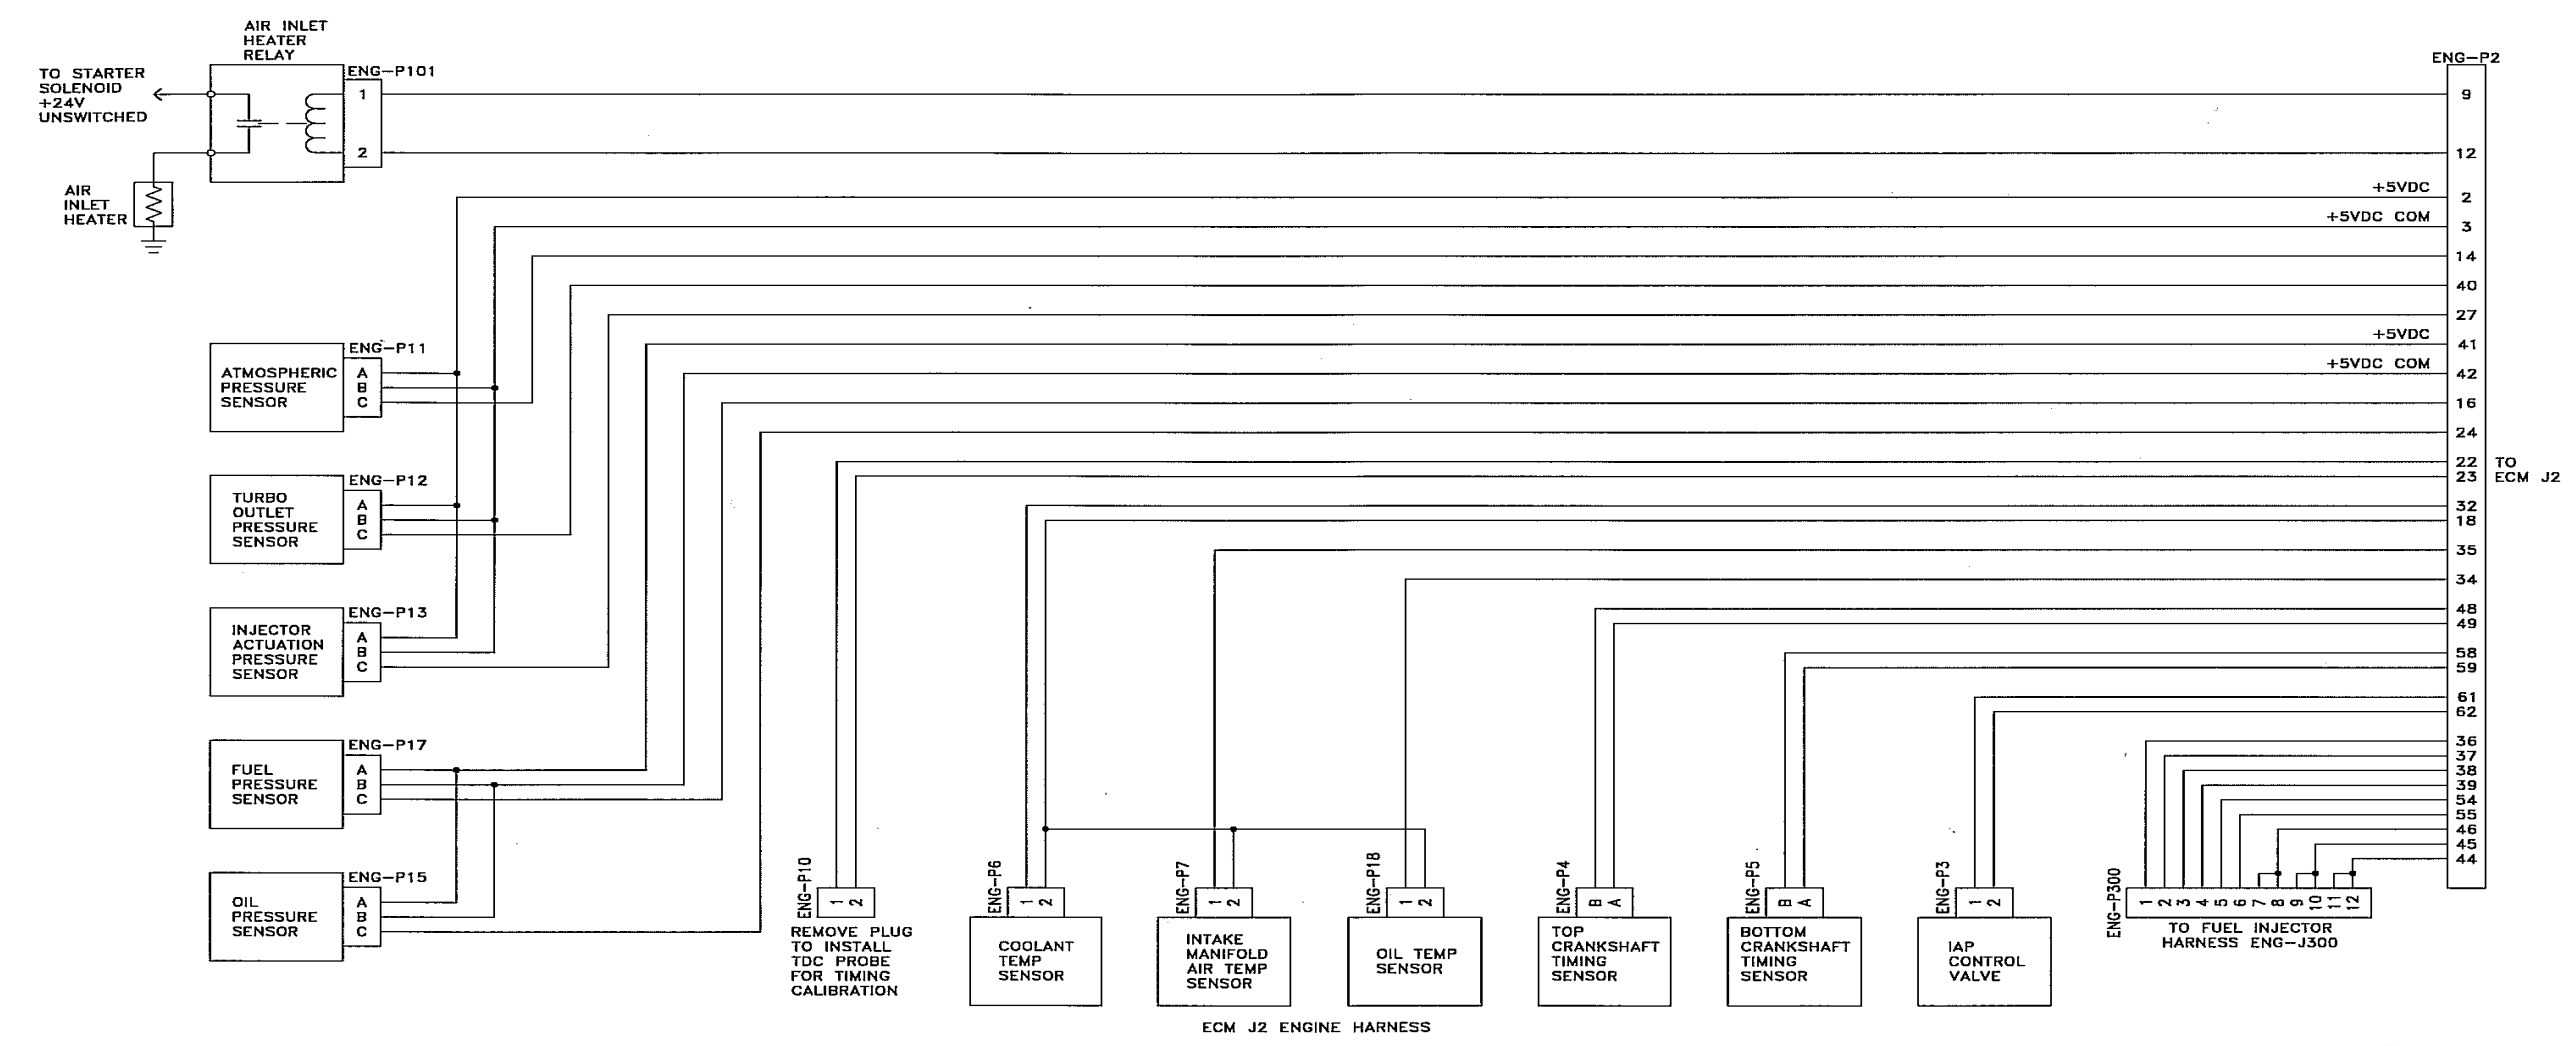 AIR INLET
HEATER
RELAY
TO STARTER
SOLENOID
+24V
UNSWITCHED
ENG-P101
1
2
AIR
INLET
HEATER
ENG-P2
9
12
+5VDC
2
+5VDC COM
3
14
40
27
+5VDC
41
+5VDC COM
42
16
24
22
23
TO
ECM J2
32
18
35
34
48
49
58
59
61
62
36
37
38
39
54
55
46
45
44
ENG-P11
ATMOSPHERIC
PRESSURE
SENSOR
A
B
C
ENG-P12
TURBO
OUTLET
PRESSURE
SENSOR
A
B
C
ENG-P13
INJECTOR
ACTUATION
PRESSURE
SENSOR
A
B
C
ENG-P17
FUEL
PRESSURE
SENSOR
A
B
C
ENG-P15
OIL
PRESSURE
SENSOR
A
B
C
ENG-P10
1
2
REMOVE PLUG
TO INSTALL
TDC PROBE
FOR TIMING
CALIBRATION
ENG-P6
1
2
COOLANT
TEMP
SENSOR
ENG-P7
1
2
INTAKE
MANIFOLD
AIR TEMP
SENSOR
ENG-P18
1
2
OIL TEMP
SENSOR
ENG-P4
B
A
TOP
CRANKSHAFT
TIMING
SENSOR
ENG-P5
B
A
BOTTOM
CRANKSHAFT
TIMING
SENSOR
ENG-P3
1
2
IAP
CONTROL
VALVE
ENG-P300
1
2
3
4
5
6
7
8
9
10
11
12
TO FUEL INJECTOR
HARNESS ENG-J300
ECM J2 ENGINE HARNESS